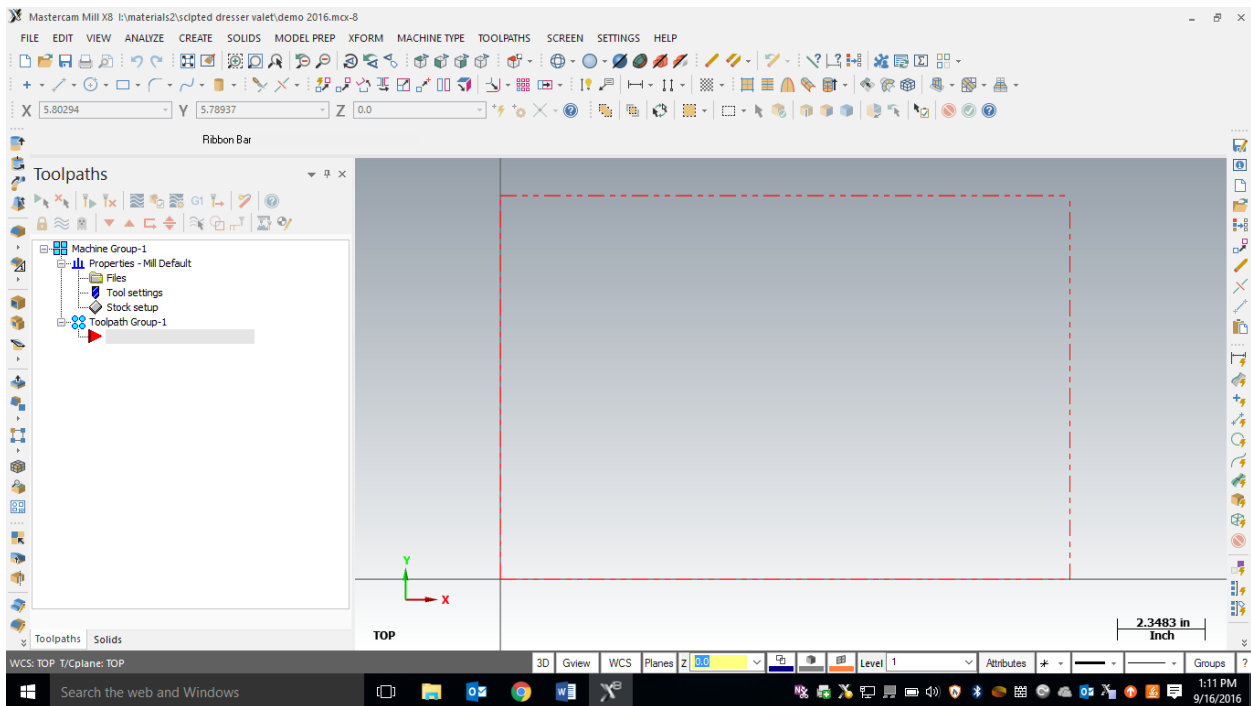 Mastercam Mill X8 I:\materials2\sclpted dresser valet\demo 2016.mcx-8
FILE EDIT VIEW ANALYZE CREATE SOLIDS MODEL PREP XFORM MACHINE TYPE TOOLPATHS SCREEN SETTINGS HELP
X 5.80294 Y 5.78937 Z 0.0
Ribbon Bar
Toolpaths
G1
Machine Group-1
Properties - Mill Default
Files
Tool settings
Stock setup
Toolpath Group-1
Y
X
TOP
2.3483 in
Inch
Toolpaths Solids
WCS: TOP T/Cplane: TOP 3D Gview WCS Planes Z 0.0 Level 1 Attributes Groups ?
Search the web and Windows
1:11 PM
9/16/2016